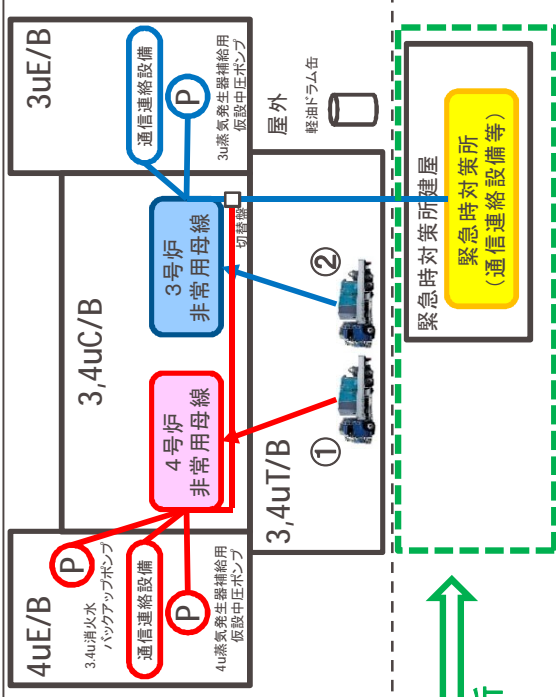 4uE/B
P
3.4u消火水
バックアップポンプ
通信連絡設備
P
4u蒸気発生器補給用
仮設中圧ポンプ
3,4uC/B
4号炉
非常用母線
3号炉
非常用母線
切替盤
3uE/B
通信連絡設備
P
3u蒸気発生器補給用
仮設中圧ポンプ
屋外
軽油ドラム缶
3,4uT/B
①
②
緊急時対策所建屋
緊急時対策所
(通信連絡設備等)